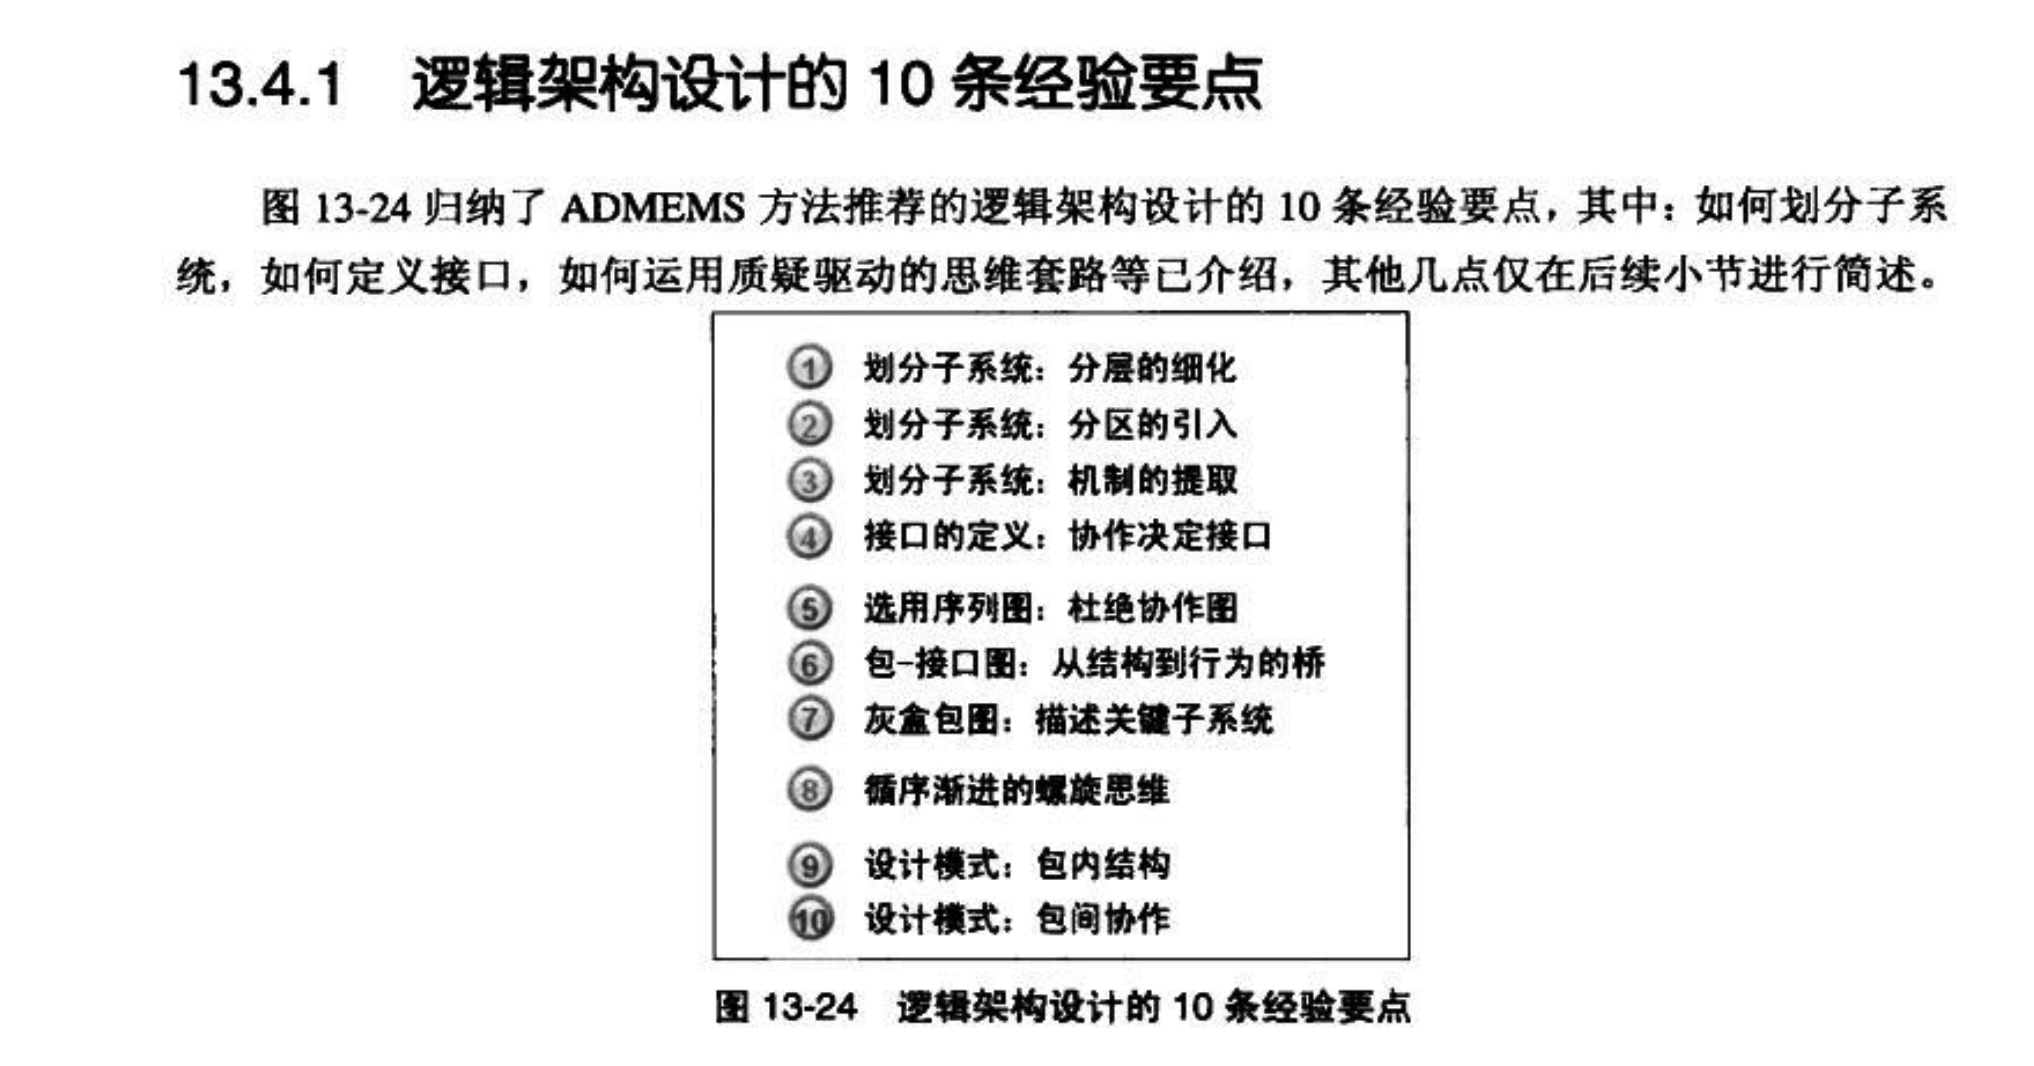 13.4.1 逻辑架构设计的 10 条经验要点
图 13-24 归纳了 ADMEMS 方法推荐的逻辑架构设计的 10 条经验要点，其中：如何划分子系
统，如何定义接口，如何运用质疑驱动的思维套路等已介绍，其他几点仅在后续小节进行简述。
① 划分子系统：分层的细化
② 划分子系统：分区的引入
③ 划分子系统：机制的提取
④ 接口的定义：协作决定接口
⑤ 选用序列图：杜绝协作图
⑥ 包-接口图：从结构到行为的桥
⑦ 灰盒包图：描述关键子系统
⑧ 循序渐进的螺旋思维
⑨ 设计模式：包内结构
⑩ 设计模式：包间协作
图 13-24 逻辑架构设计的 10 条经验要点